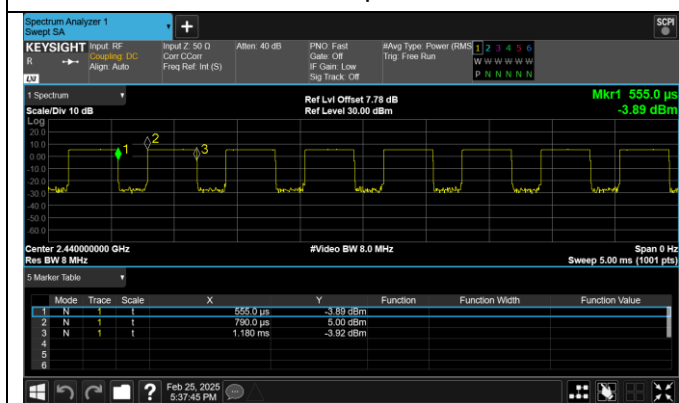 Spectrum Analyzer 1
Swept SA
SCPI
KEYSIGHT Input: RF Input Z: 50 Ω Atten: 40 dB PNO: Fast #Avg Type: Power (RMS 1 2 3 4 5 6
R Coupling: DC Corr CCorr Gate: Off Trig: Free Run W W W W W W
Align: Auto Freq Ref: Int (S) IF Gain: Low
LXI Sig Track: Off P N N N N N
1 Spectrum Ref Lvl Offset 7.78 dB Mkr1 555.0 µs
Scale/Div 10 dB Ref Level 30.00 dBm -3.89 dBm
Log
20.0
10.0
0.00
-10.0
-20.0
-30.0
-40.0
-50.0
-60.0
1
2
3
Center 2.440000000 GHz #Video BW 8.0 MHz Span 0 Hz
Res BW 8 MHz Sweep 5.00 ms (1001 pts)
5 Marker Table
Mode Trace Scale X Y Function Function Width Function Value
1 N 1 t 555.0 µs -3.89 dBm
2 N 1 t 790.0 µs 5.00 dBm
3 N 1 t 1.180 ms -3.92 dBm
4
5
6
Feb 25, 2025
5:37:45 PM